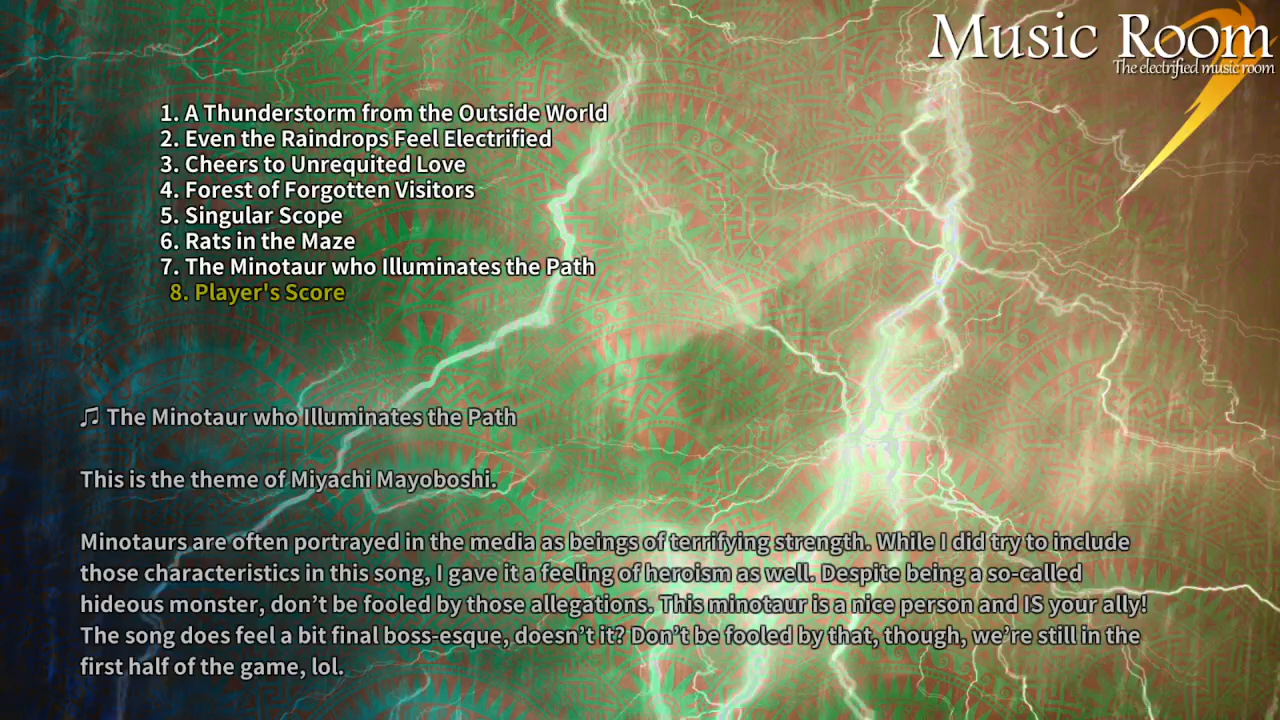 Music Room
The electrified music room
1. A Thunderstorm from the Outside World
2. Even the Raindrops Feel Electrified
3. Cheers to Unrequited Love
4. Forest of Forgotten Visitors
5. Singular Scope
6. Rats in the Maze
7. The Minotaur who Illuminates the Path
8. Player's Score
♫ The Minotaur who Illuminates the Path
This is the theme of Miyachi Mayoboshi.
Minotaurs are often portrayed in the media as beings of terrifying strength. While I did try to include
those characteristics in this song, I gave it a feeling of heroism as well. Despite being a so-called
hideous monster, don’t be fooled by those allegations. This minotaur is a nice person and IS your ally!
The song does feel a bit final boss-esque, doesn’t it? Don’t be fooled by that, though, we’re still in the
first half of the game, lol.